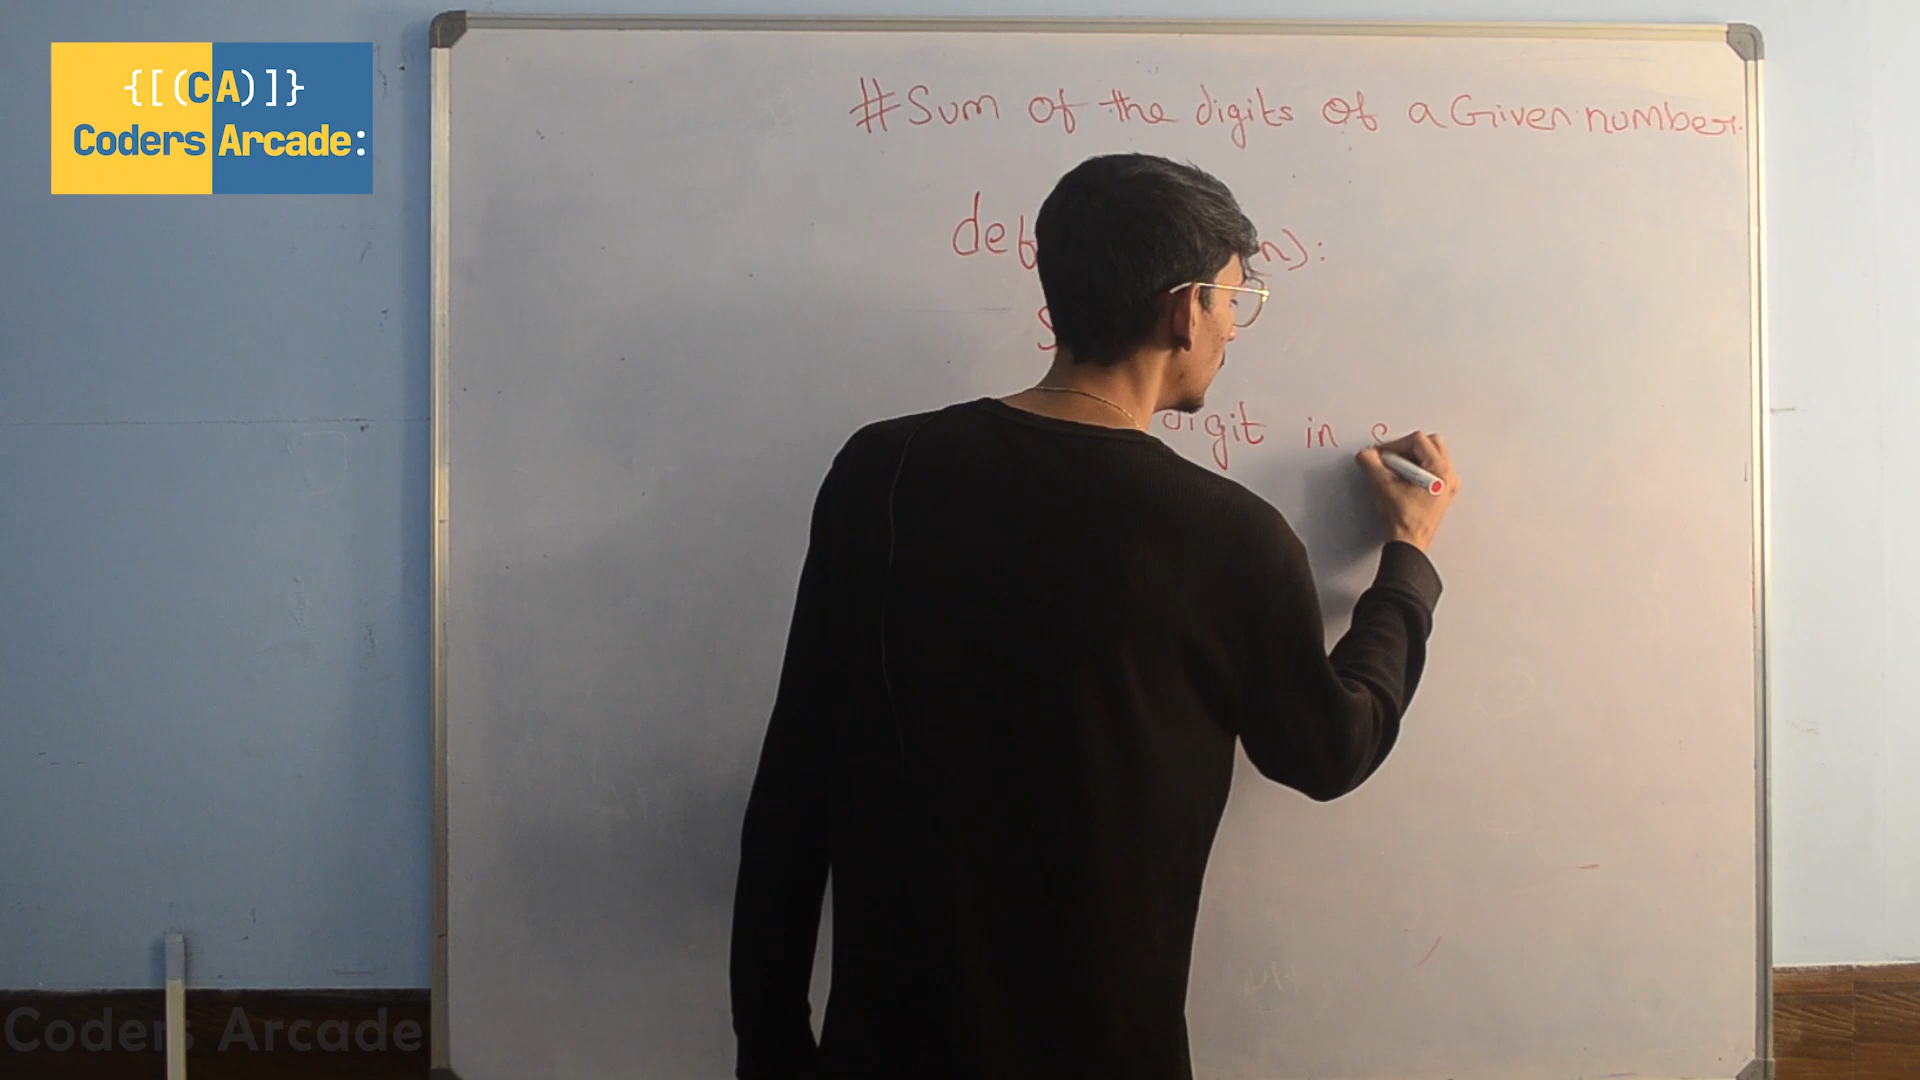 {[(CA)]}
Coders Arcade:
#Sum of the digits of a Given number.
def n):
digit in s
Coders Arcade